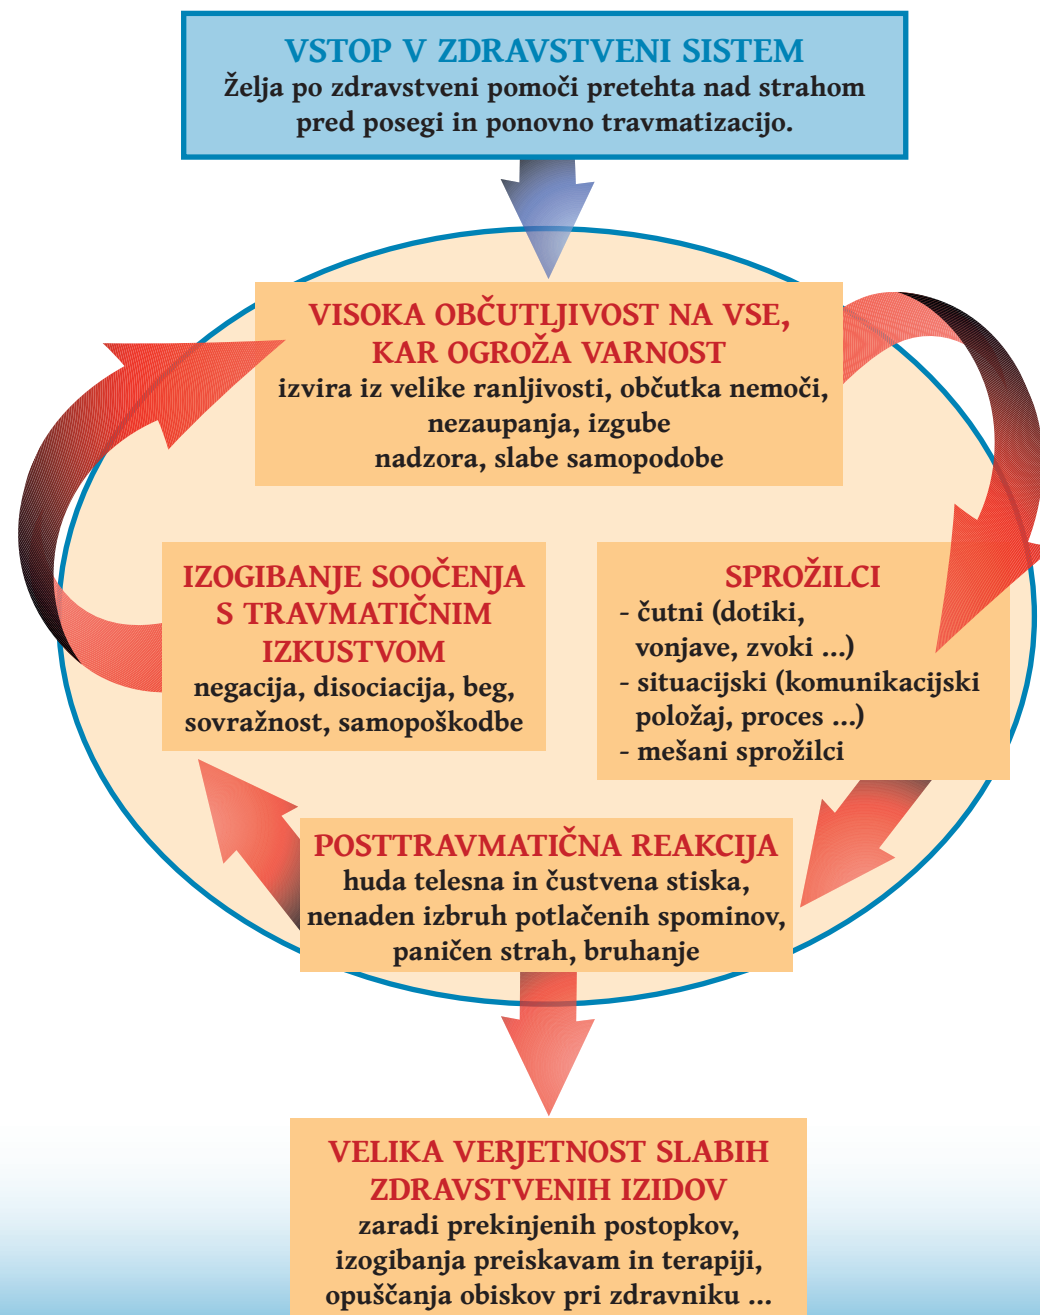 VSTOP V ZDRAVSTVENI SISTEM
Želja po zdravstveni pomoči pretehta nad strahom
pred posegi in ponovno travmatizacijo.
VISOKA OBČUTLJIVOST NA VSE,
KAR OGROŽA VARNOST
izvira iz velike ranljivosti, občutka nemoči,
nezaupanja, izgube
nadzora, slabe samopodobe
SPROŽILCI
- čutni (dotiki,
vonjave, zvoki ...)
- situacijski (komunikacijski
položaj, proces ...)
- mešani sprožilci
POSTTRAVMATIČNA REAKCIJA
huda telesna in čustvena stiska,
nenaden izbruh potlačenih spominov,
paničen strah, bruhanje
IZOGIBANJE SOOČENJA
S TRAVMATIČNIM
IZKUSTVOM
negacija, disociacija, beg,
sovražnost, samopoškodbe
VELIKA VERJETNOST SLABIH
ZDRAVSTVENIH IZIDOV
zaradi prekinjenih postopkov,
izogibanja preiskavam in terapiji,
opuščanja obiskov pri zdravniku ...